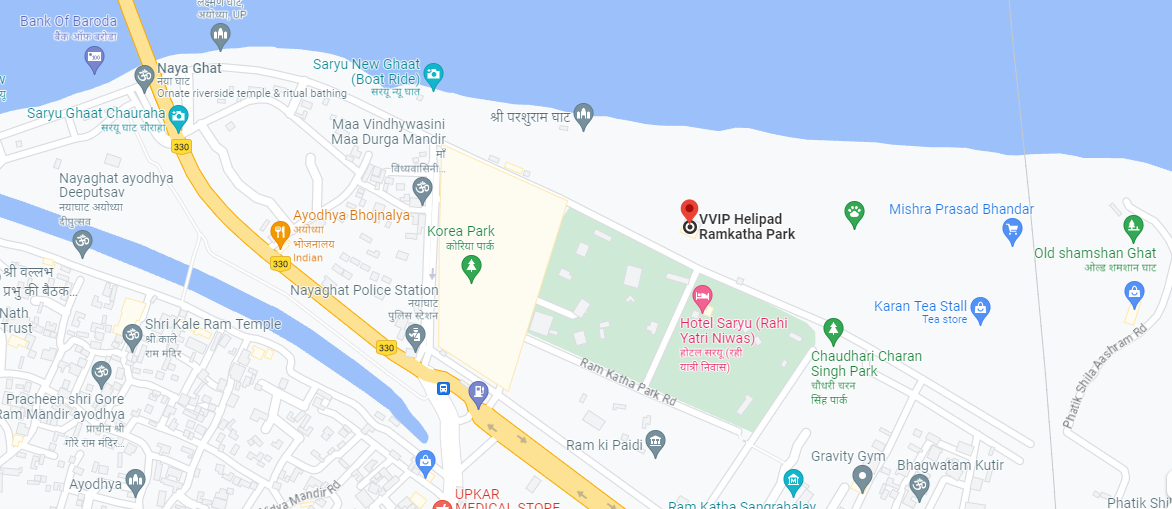 लक्ष्मण घाट,
अयोध्या, UP
Bank Of Baroda
बैंक ऑफ़ बरोडा
Naya Ghat
नया घाट
Ornate riverside temple & ritual bathing
Saryu New Ghaat
(Boat Ride)
सरयू न्यू घाल
Saryu Ghaat Chauraha
सरयू घाट चौराहा
श्री परशुराम घाट
330
Maa Vindhywasini
Maa Durga Mandir
माँ
विंध्यवासिनी...
Nayaghat ayodhya
Deeputsav
नयाघाट अयोध्या
दीपुत्सव
Ayodhya Bhojnalya
अयोध्या
भोजनालय
Indian
330
Korea Park
कोरिया पार्क
VVIP Helipad
Ramkatha Park
Mishra Prasad Bhandar
Old shamshan Ghat
ओल्ड शमशान घाट
श्री वल्लभ
प्रभु की बैठक...
Nath
Trust
Nayaghat Police Station
नयाघाट
पुलिस स्टेशन
Karan Tea Stall
Tea store
Hotel Saryu (Rahi
Yatri Niwas)
होटल सरयू (रही
यात्री निवास)
Shri Kale Ram Temple
श्री काले
राम मंदिर
330
Chaudhari Charan
Singh Park
चौधरी चरन
सिंह पार्क
Ram Katha Park Rd
Phatik Shila Aashram Rd
Pracheen shri Gore
Ram Mandir ayodhya
प्राचीन श्री
गोरे राम मंदिर...
Ram ki Paidi
Gravity Gym
Bhagwatam Kutir
Ayodhya
Vidya Mandir Rd
UPKAR
MEDICAL STORE
Ram Katha Sangrahalay
Phatik Shi